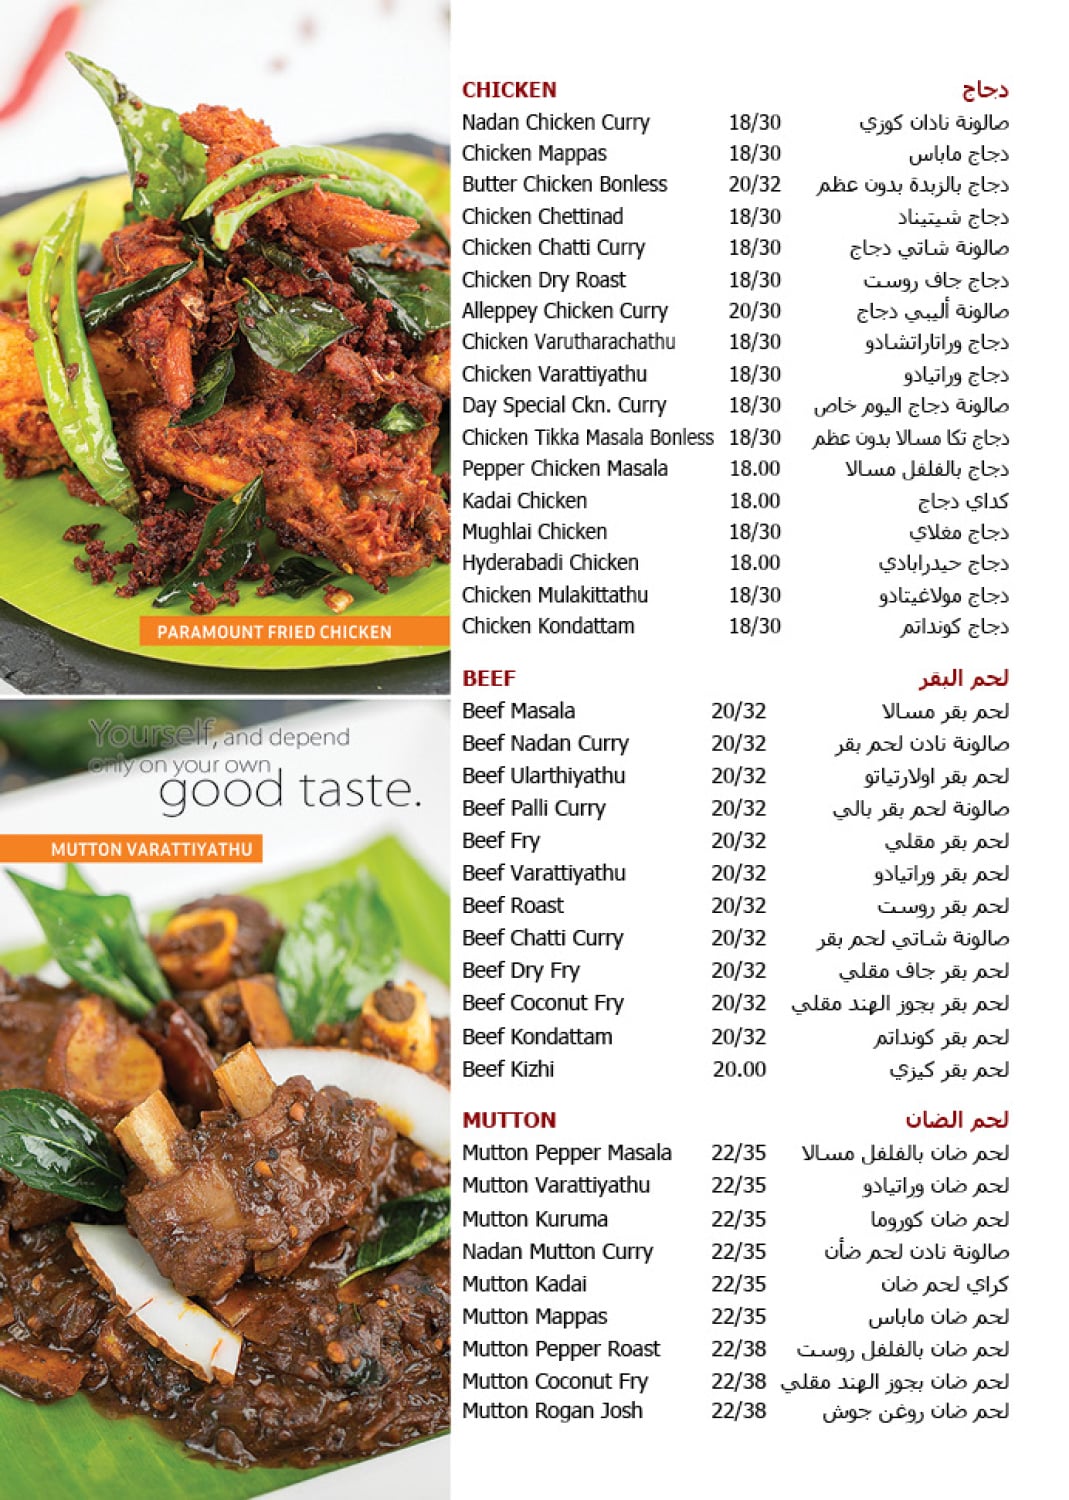 CHICKEN دجاج
Nadan Chicken Curry 18/30 صالونة نادان كوزي
Chicken Mappas 18/30 دجاج ماباس
Butter Chicken Bonless 20/32 دجاج بالزبدة بدون عظم
Chicken Chettinad 18/30 دجاج شيتيناد
Chicken Chatti Curry 18/30 صالونة شاتي دجاج
Chicken Dry Roast 18/30 دجاج جاف روست
Alleppey Chicken Curry 20/30 صالونة أليبي دجاج
Chicken Varutharachathu 18/30 دجاج وراتاراتشادو
Chicken Varattiyathu 18/30 دجاج وراتيادو
Day Special Ckn. Curry 18/30 صالونة دجاج اليوم خاص
Chicken Tikka Masala Bonless 18/30 دجاج تكا مسالا بدون عظم
Pepper Chicken Masala 18.00 دجاج بالفلفل مسالا
Kadai Chicken 18.00 كداي دجاج
Mughlai Chicken 18/30 دجاج مغلاي
Hyderabadi Chicken 18.00 دجاج حيدرابادي
Chicken Mulakittathu 18/30 دجاج مولاغيتادو
Chicken Kondattam 18/30 دجاج كونداتم
PARAMOUNT FRIED CHICKEN
BEEF لحم البقر
Beef Masala 20/32 لحم بقر مسالا
Beef Nadan Curry 20/32 صالونة نادن لحم بقر
Beef Ularthiyathu 20/32 لحم بقر اولارتياتو
Beef Palli Curry 20/32 صالونة لحم بقر بالي
Beef Fry 20/32 لحم بقر مقلي
Beef Varattiyathu 20/32 لحم بقر وراتيادو
Beef Roast 20/32 لحم بقر روست
Beef Chatti Curry 20/32 صالونة شاتي لحم بقر
Beef Dry Fry 20/32 لحم بقر جاف مقلي
Beef Coconut Fry 20/32 لحم بقر بجوز الهند مقلي
Beef Kondattam 20/32 لحم بقر كونداتم
Beef Kizhi 20.00 لحم بقر كيزي
Yourself, and depend
only on your own
good taste.
MUTTON VARATTIYATHU
MUTTON لحم الضان
Mutton Pepper Masala 22/35 لحم ضان بالفلفل مسالا
Mutton Varattiyathu 22/35 لحم ضان وراتيادو
Mutton Kuruma 22/35 لحم ضان كوروما
Nadan Mutton Curry 22/35 صالونة نادن لحم ضأن
Mutton Kadai 22/35 كراي لحم ضان
Mutton Mappas 22/35 لحم ضان ماباس
Mutton Pepper Roast 22/38 لحم ضان بالفلفل روست
Mutton Coconut Fry 22/38 لحم ضان بجوز الهند مقلي
Mutton Rogan Josh 22/38 لحم ضان روغن جوش